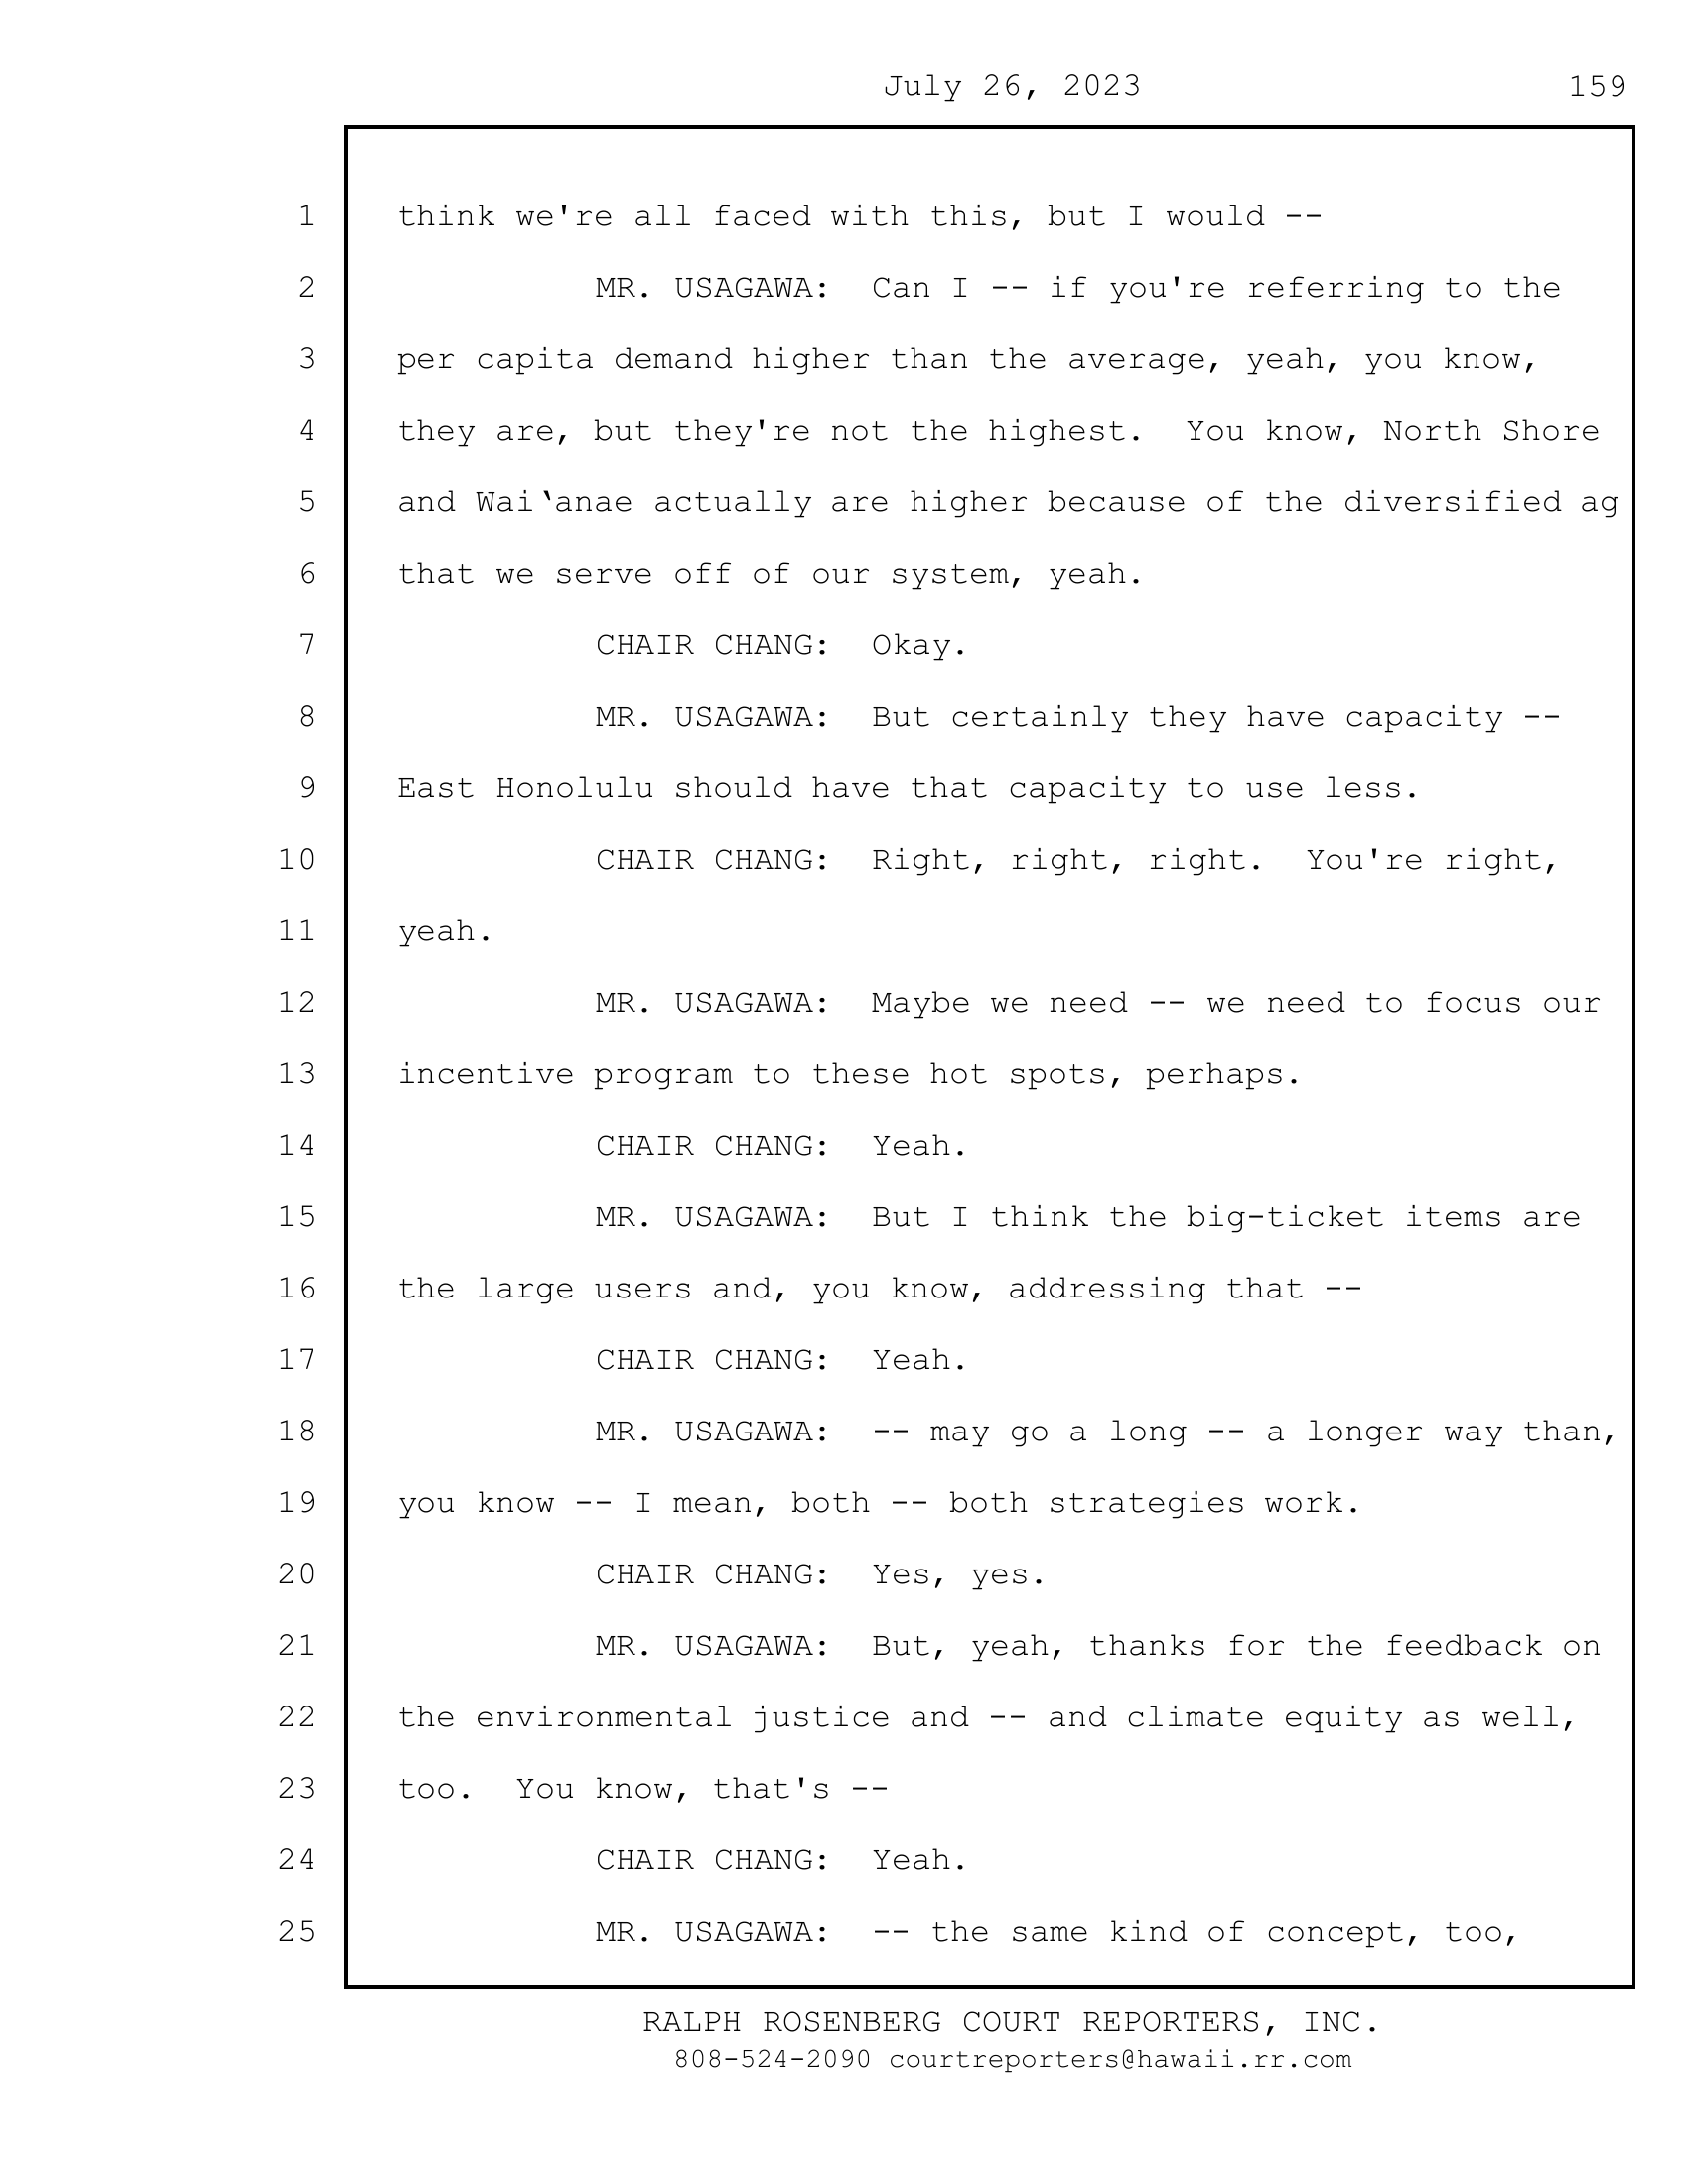 July 26, 2023 159
1 think we're all faced with this, but I would --
2 MR. USAGAWA: Can I -- if you're referring to the
3 per capita demand higher than the average, yeah, you know,
4 they are, but they're not the highest. You know, North Shore
5 and Wai‛anae actually are higher because of the diversified ag
6 that we serve off of our system, yeah.
7 CHAIR CHANG: Okay.
8 MR. USAGAWA: But certainly they have capacity --
9 East Honolulu should have that capacity to use less.
10 CHAIR CHANG: Right, right, right. You're right,
11 yeah.
12 MR. USAGAWA: Maybe we need -- we need to focus our
13 incentive program to these hot spots, perhaps.
14 CHAIR CHANG: Yeah.
15 MR. USAGAWA: But I think the big-ticket items are
16 the large users and, you know, addressing that --
17 CHAIR CHANG: Yeah.
18 MR. USAGAWA: -- may go a long -- a longer way than,
19 you know -- I mean, both -- both strategies work.
20 CHAIR CHANG: Yes, yes.
21 MR. USAGAWA: But, yeah, thanks for the feedback on
22 the environmental justice and -- and climate equity as well,
23 too. You know, that's --
24 CHAIR CHANG: Yeah.
25 MR. USAGAWA: -- the same kind of concept, too,
RALPH ROSENBERG COURT REPORTERS, INC.
808-524-2090 courtreporters@hawaii.rr.com